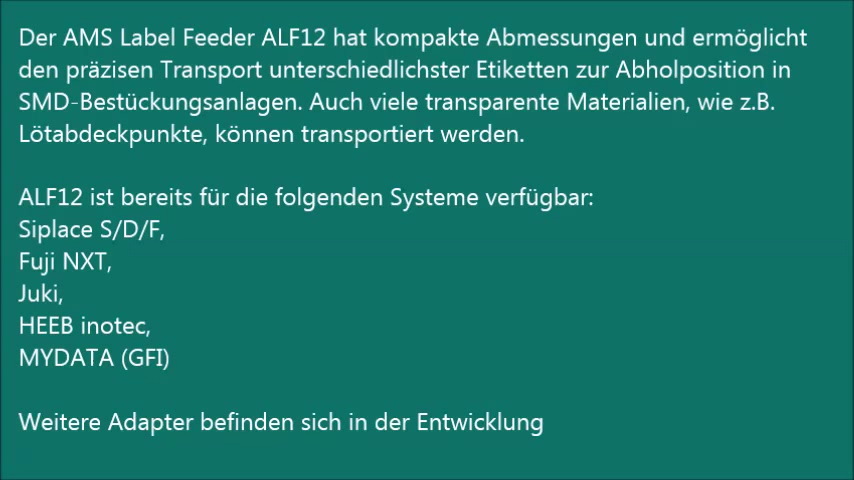 Der AMS Label Feeder ALF12 hat kompakte Abmessungen und ermöglicht
den präzisen Transport unterschiedlichster Etiketten zur Abholposition in
SMD-Bestückungsanlagen. Auch viele transparente Materialien, wie z.B.
Lötabdeckpunkte, können transportiert werden.
ALF12 ist bereits für die folgenden Systeme verfügbar:
Siplace S/D/F,
Fuji NXT,
Juki,
HEEB inotec,
MYDATA (GFI)
Weitere Adapter befinden sich in der Entwicklung